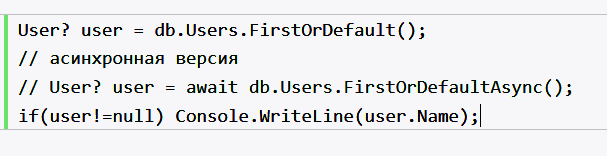 User? user = db.Users.FirstOrDefault();
// асинхронная версия
// User? user = await db.Users.FirstOrDefaultAsync();
if(user!=null) Console.WriteLine(user.Name);